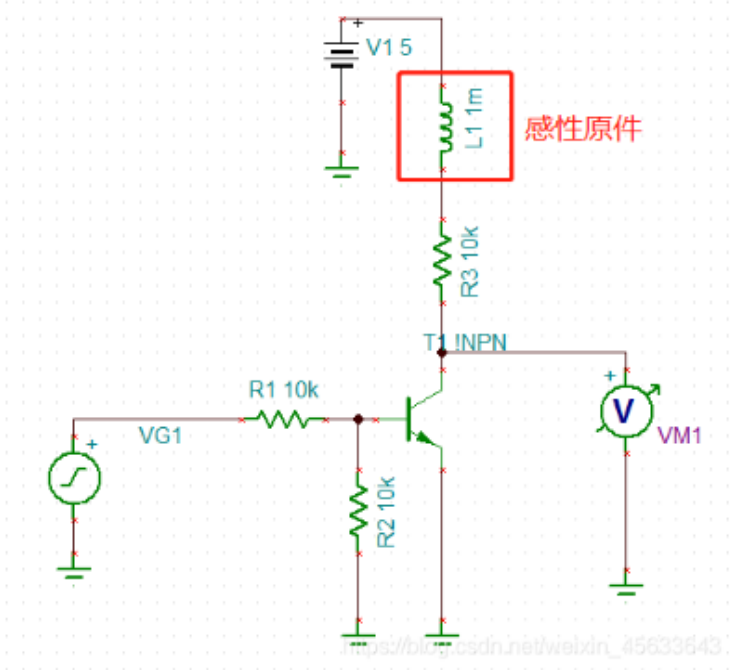 +
V1 5
L1 1m
感性原件
R3 10k
T1 !NPN
R1 10k
+
V
VM1
VG1
+
R2 10k
https://blog.csdn.net/weixin_45633643